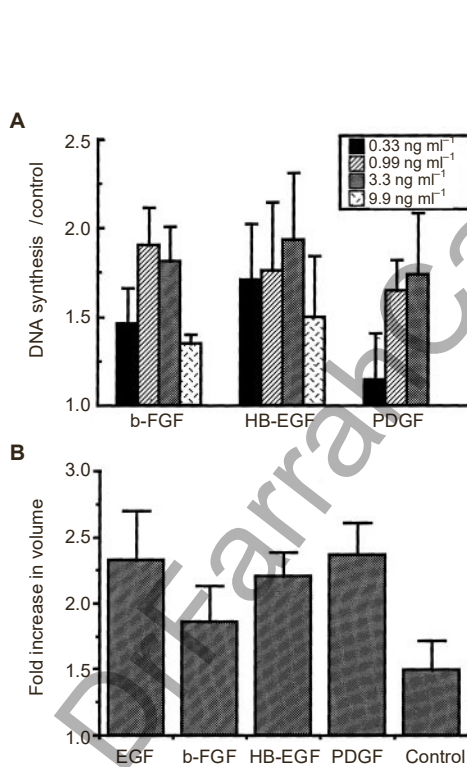 A
2.5
2.0
1.5
1.0
DNA synthesis /control
0.33 ng ml⁻¹
0.99 ng ml⁻¹
3.3 ng ml⁻¹
9.9 ng ml⁻¹
b-FGF HB-EGF PDGF
B
3.0
2.5
2.0
1.5
1.0
Fold increase in volume
EGF b-FGF HB-EGF PDGF Control
DrFarrahCa